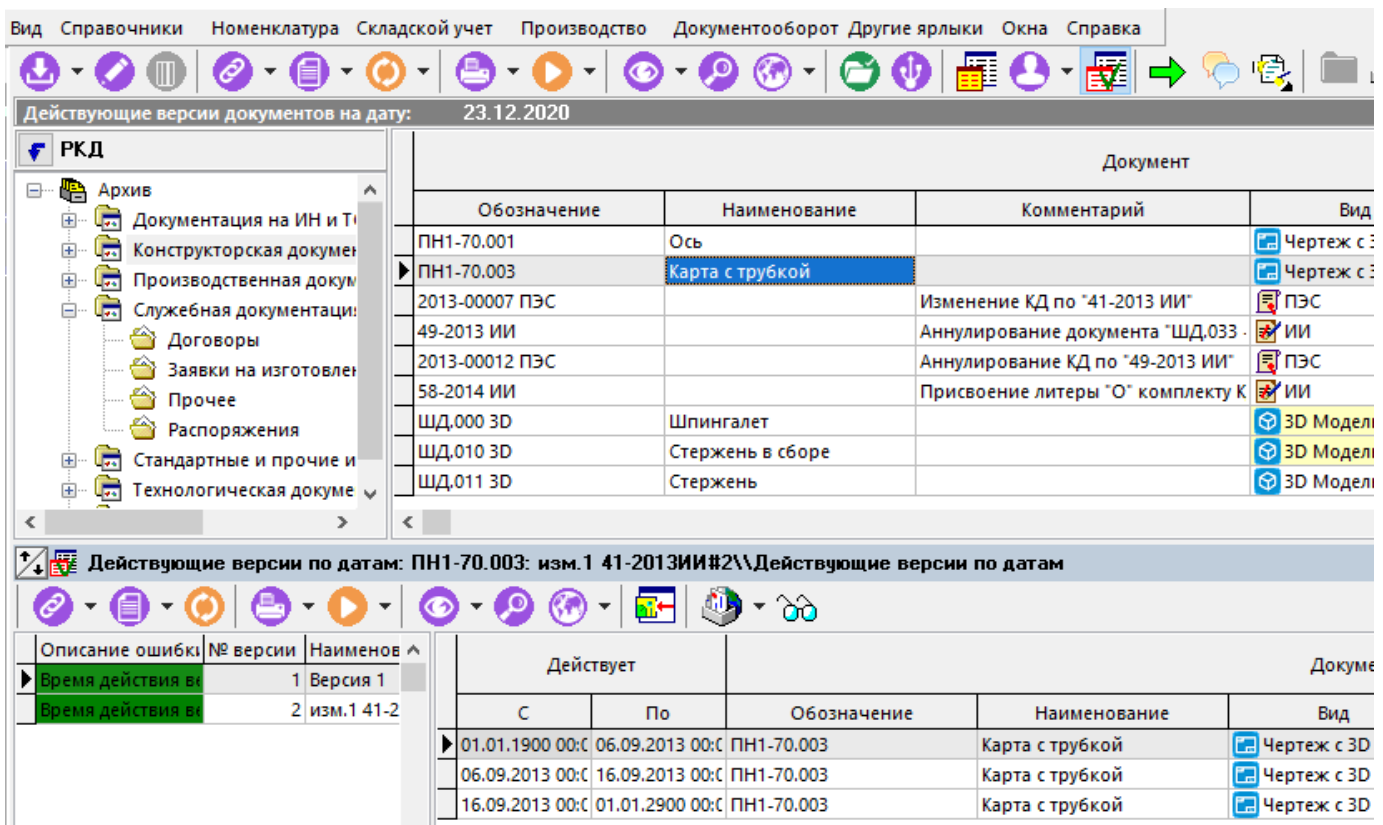 Вид Справочники Номенклатура Складской учет Производство Документооборот Другие ярлыки Окна Справка
Действующие версии документов на дату: 23.12.2020
РКД
Архив
Документация на ИН и Т
Конструкторская докумен
Производственная докум
Служебная документаци
Договоры
Заявки на изготовлен
Прочее
Распоряжения
Стандартные и прочие и
Технологическая докуме
Документ
Обозначение Наименование Комментарий Вид
ПН1-70.001 Ось Чертеж с 3
ПН1-70.003 Карта с трубкой Чертеж с 3
2013-00007 ПЭС Изменение КД по "41-2013 ИИ" ПЭС
49-2013 ИИ Аннулирование документа "ШД.033 - ИИ
2013-00012 ПЭС Аннулирование КД по "49-2013 ИИ" ПЭС
58-2014 ИИ Присвоение литеры "О" комплекту К ИИ
ШД.000 3D Шпингалет 3D Модель
ШД.010 3D Стержень в сборе 3D Модель
ШД.011 3D Стержень 3D Модель
Действующие версии по датам: ПН1-70.003: изм.1 41-2013ИИ#2\\Действующие версии по датам
Описание ошибки № версии Наименов
Время действия ве 1 Версия 1
Время действия ве 2 изм.1 41-2
Действует Докуме
С По Обозначение Наименование Вид
01.01.1900 00:0 06.09.2013 00:0 ПН1-70.003 Карта с трубкой Чертеж с 3D
06.09.2013 00:0 16.09.2013 00:0 ПН1-70.003 Карта с трубкой Чертеж с 3D
16.09.2013 00:0 01.01.2900 00:0 ПН1-70.003 Карта с трубкой Чертеж с 3D